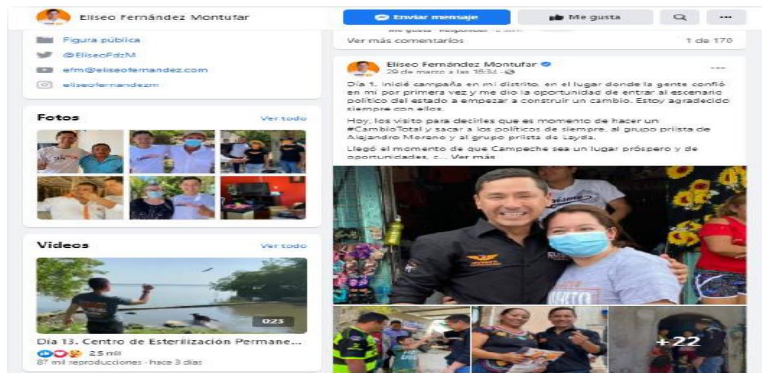 Eliseo Fernández Montufar
Enviar mensaje
Me gusta
Figura pública
@EliseoFdzM
efm@eliseofernandez.com
eliseofernandezm
Fotos
Ver todo
Videos
Ver todo
0:23
Día 13. Centro de Esterilización Permane...
2.5 mil
87 mil reproducciones · hace 3 días
Ver más comentarios
1 de 170
Eliseo Fernández Montufar
29 de marzo a las 18:34
Día 1. Inicié campaña en mi distrito, en el lugar donde la gente confió
en mí por primera vez y me dio la oportunidad de entrar al escenario
político del estado a empezar a construir un cambio. Estoy agradecido
siempre con ellos.
Hoy, los visito para decirles que es momento de hacer un
#CambioTotal y sacar a los políticos de siempre, al grupo priista de
Alejandro Moreno y al grupo priista de Layda.
Llegó el momento de que Campeche sea un lugar próspero y de
oportunidades, c... Ver más
+22